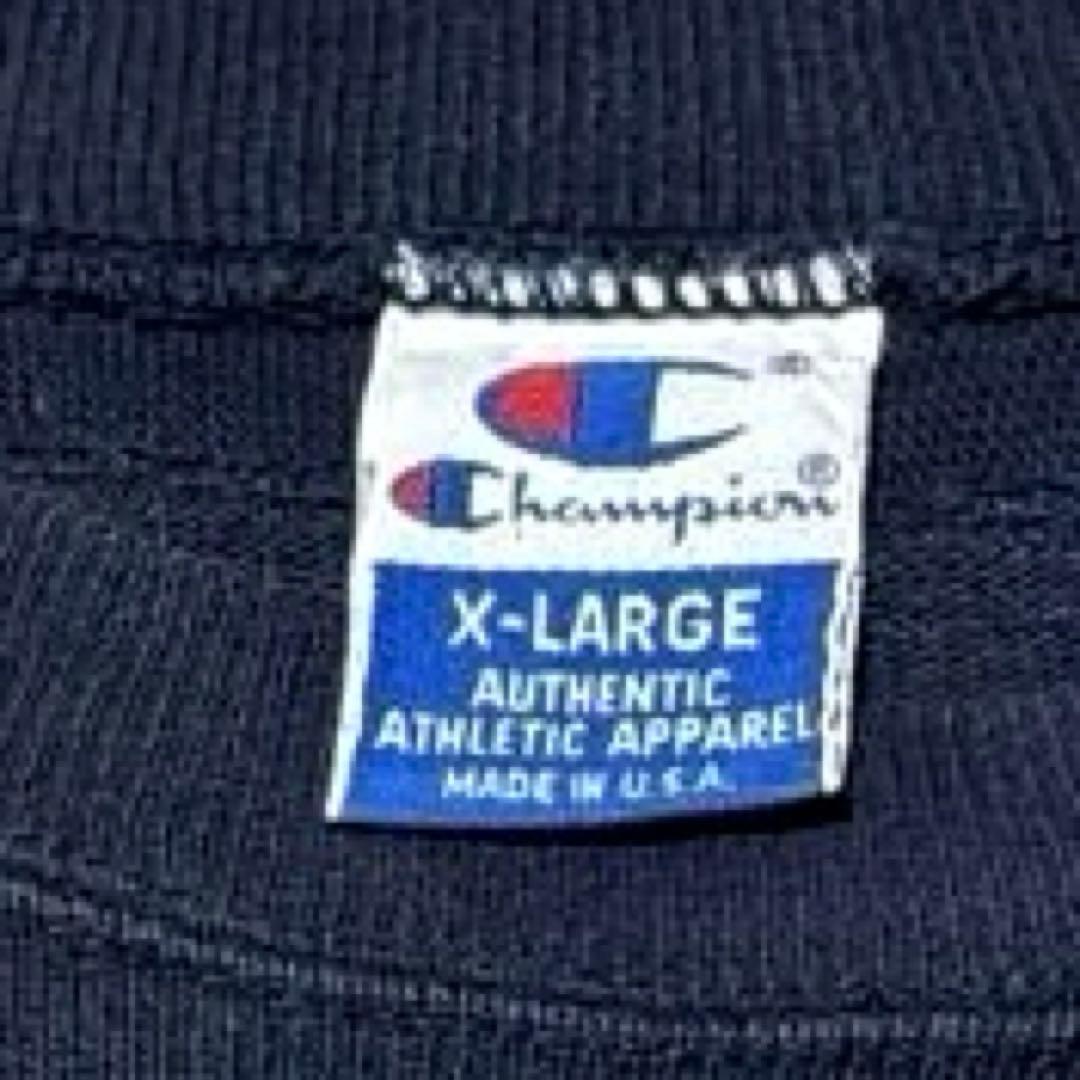 ®
Champion®
X-LARGE
AUTHENTIC
ATHLETIC APPAREL
MADE IN U.S.A.